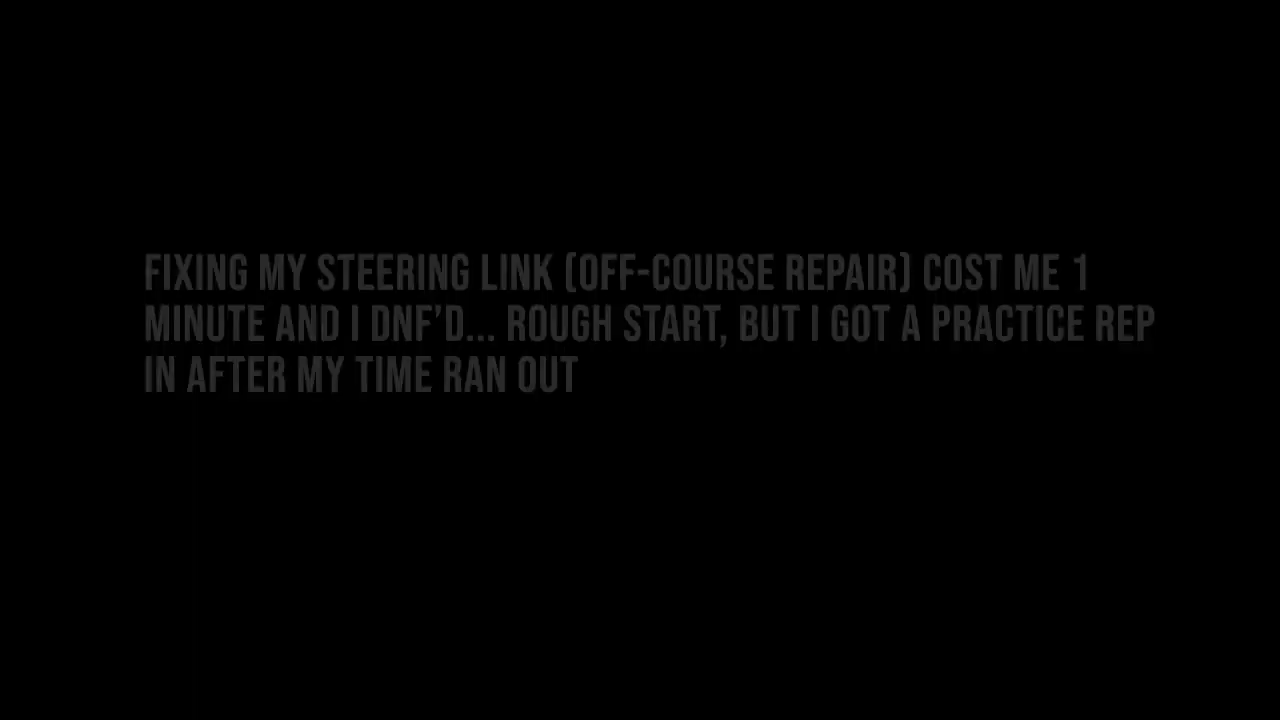 FIXING MY STEERING LINK (OFF-COURSE REPAIR) COST ME 1
MINUTE AND I DNF’D... ROUGH START, BUT I GOT A PRACTICE REP
IN AFTER MY TIME RAN OUT